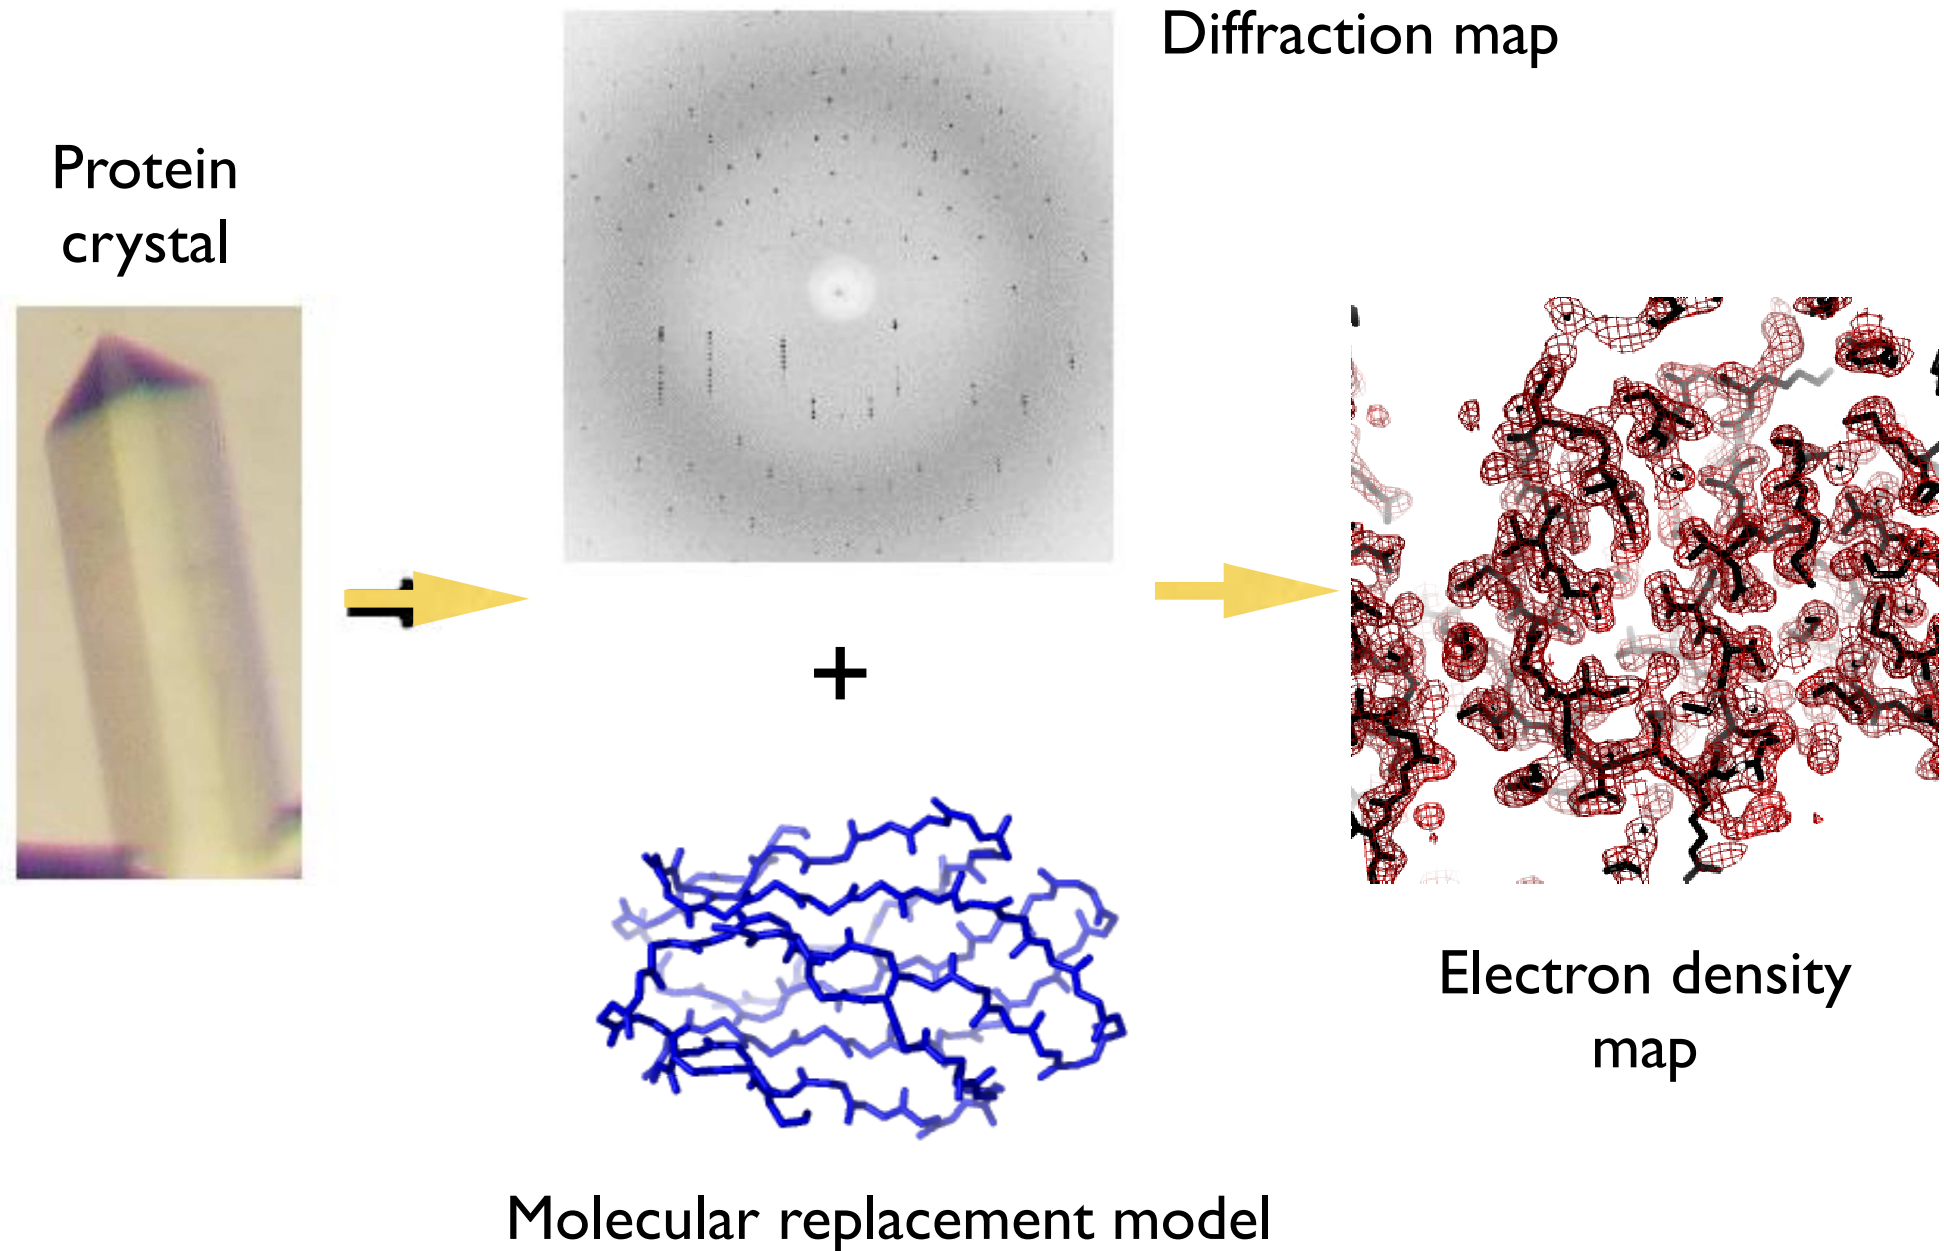 Diffraction map
Protein
crystal
+
Electron density
map
Molecular replacement model